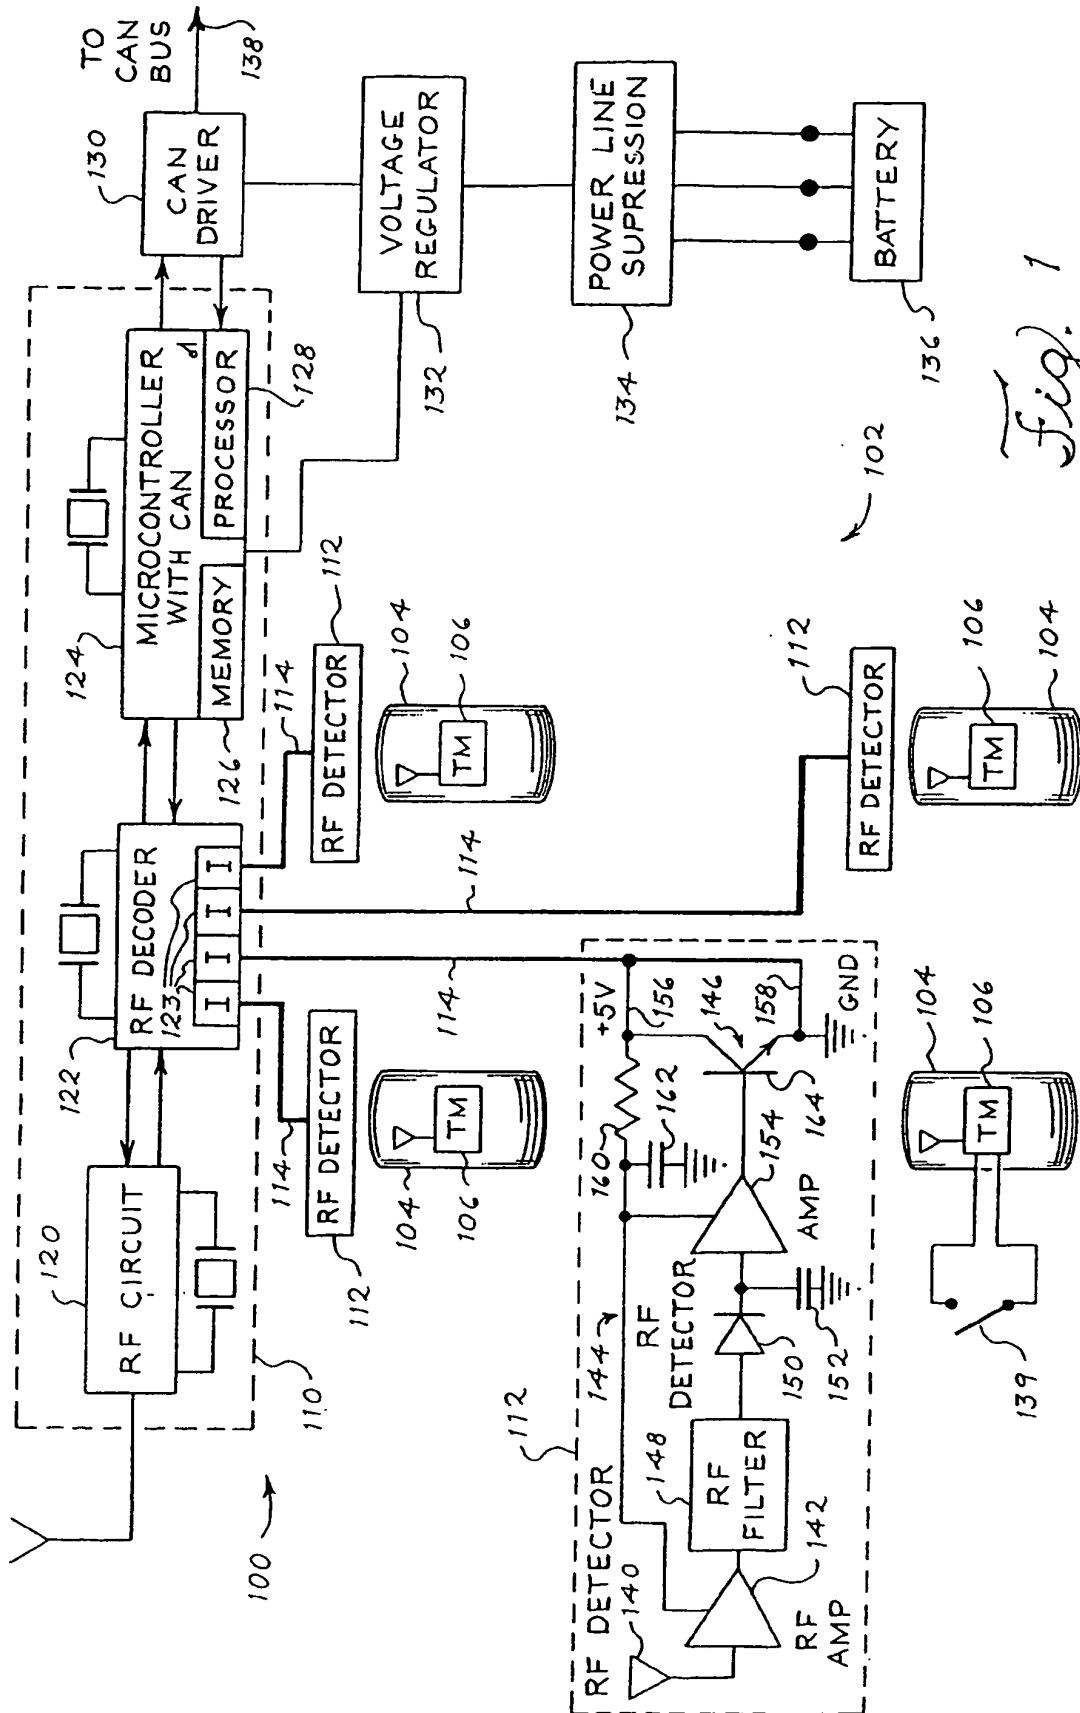 TO
CAN
BUS
138
130
CAN
DRIVER
MICROCONTROLLER
WITH CAN
PROCESSOR
MEMORY
124
126
128
RF DECODER
123
I I I I
122
RF CIRCUIT
120
110
100
VOLTAGE
REGULATOR
132
POWER LINE
SUPRESSION
134
BATTERY
136
102
114
RF DETECTOR
112
104
106
TM
114
RF DETECTOR
112
104
106
TM
114
RF DETECTOR
112
104
TM
106
114
112
RF DETECTOR
140
RF
AMP
142
148
RF
FILTER
144
RF
DETECTOR
150
152
AMP
154
160
162
+5V
156
146
158
164
GND
104
106
TM
139
Fig. 1